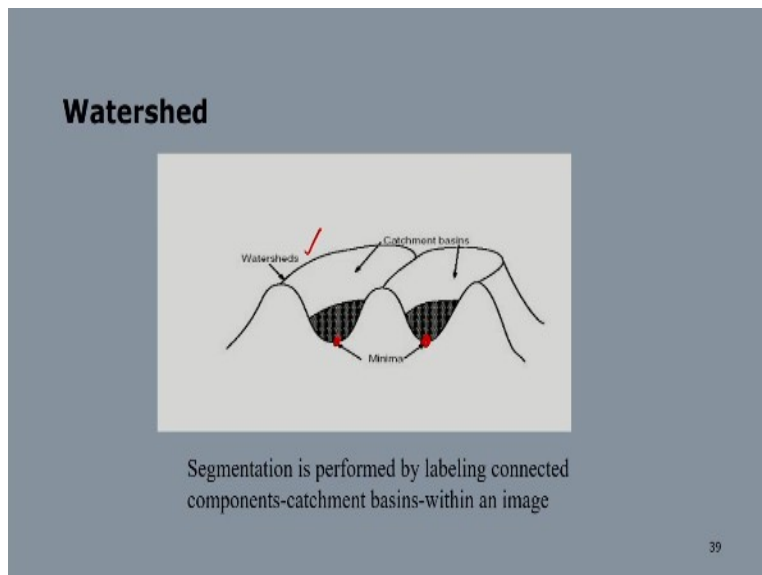 Watershed
Catchment basins
Watersheds
Minima
Segmentation is performed by labeling connected
components-catchment basins-within an image
39